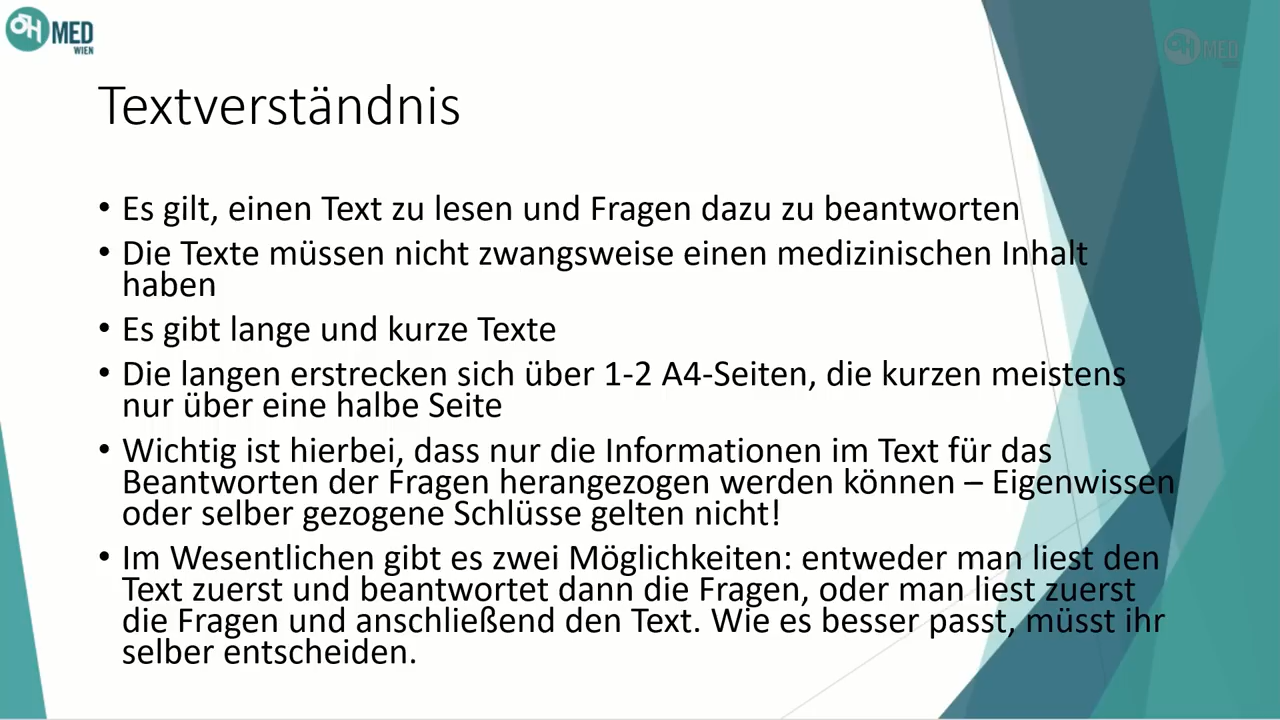 ÖH MED
WIEN
ÖH MED
Textverständnis
• Es gilt, einen Text zu lesen und Fragen dazu zu beantworten
• Die Texte müssen nicht zwangsweise einen medizinischen Inhalt
haben
• Es gibt lange und kurze Texte
• Die langen erstrecken sich über 1-2 A4-Seiten, die kurzen meistens
nur über eine halbe Seite
• Wichtig ist hierbei, dass nur die Informationen im Text für das
Beantworten der Fragen herangezogen werden können – Eigenwissen
oder selber gezogene Schlüsse gelten nicht!
• Im Wesentlichen gibt es zwei Möglichkeiten: entweder man liest den
Text zuerst und beantwortet dann die Fragen, oder man liest zuerst
die Fragen und anschließend den Text. Wie es besser passt, müsst ihr
selber entscheiden.